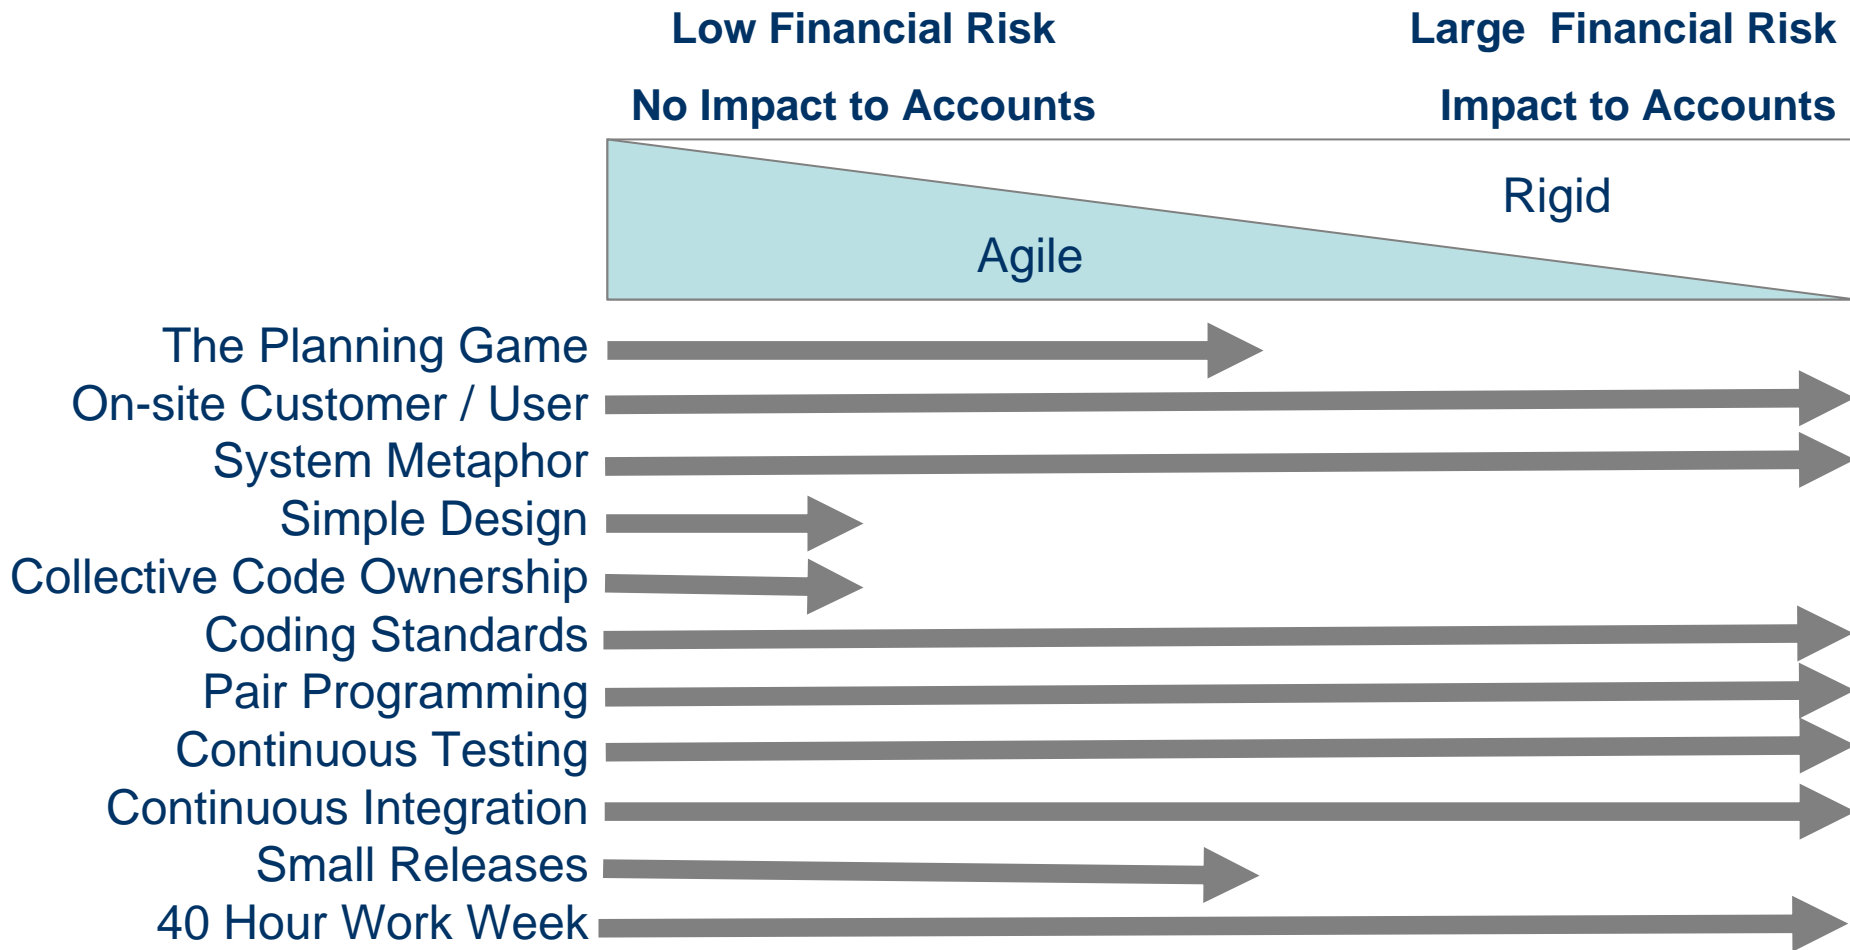 Low Financial Risk
Large Financial Risk
No Impact to Accounts
Impact to Accounts
Rigid
Agile
The Planning Game
On-site Customer / User
System Metaphor
Simple Design
Collective Code Ownership
Coding Standards
Pair Programming
Continuous Testing
Continuous Integration
Small Releases
40 Hour Work Week